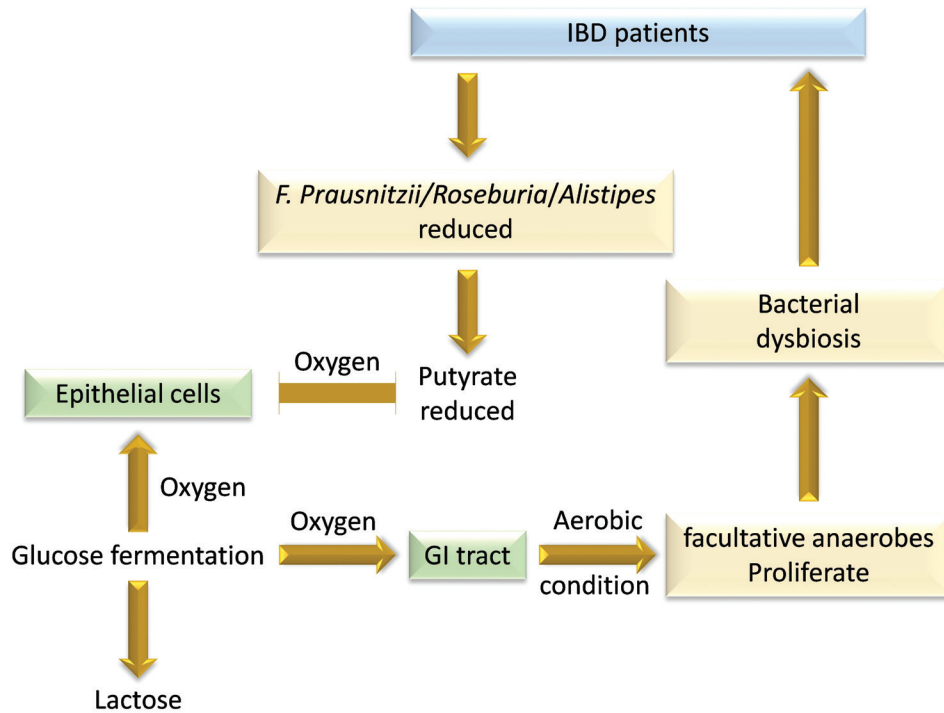 IBD patients
F. Prausnitzii/Roseburia/Alistipes
reduced
Bacterial
dysbiosis
Oxygen
Putyrate
reduced
Epithelial cells
Oxygen
Glucose fermentation
Oxygen
GI tract
Aerobic
condition
facultative anaerobes
Proliferate
Lactose